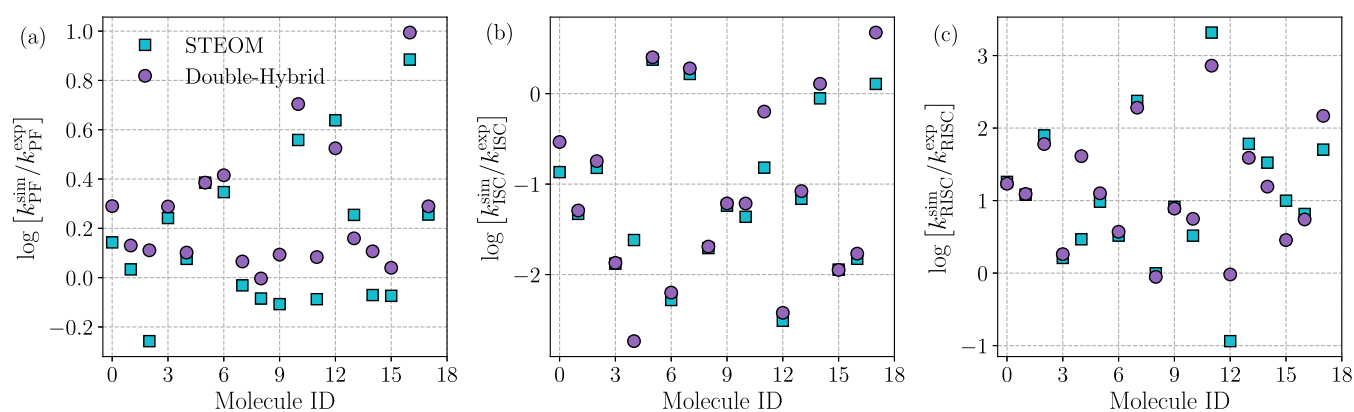 (a)
STEOM
Double-Hybrid
log [k_PF^sim/k_PF^exp]
1.0
0.8
0.6
0.4
0.2
0.0
−0.2
0 3 6 9 12 15 18
Molecule ID
(b)
log [k_ISC^sim/k_ISC^exp]
0
−1
−2
0 3 6 9 12 15 18
Molecule ID
(c)
log [k_RISC^sim/k_RISC^exp]
3
2
1
0
−1
0 3 6 9 12 15 18
Molecule ID